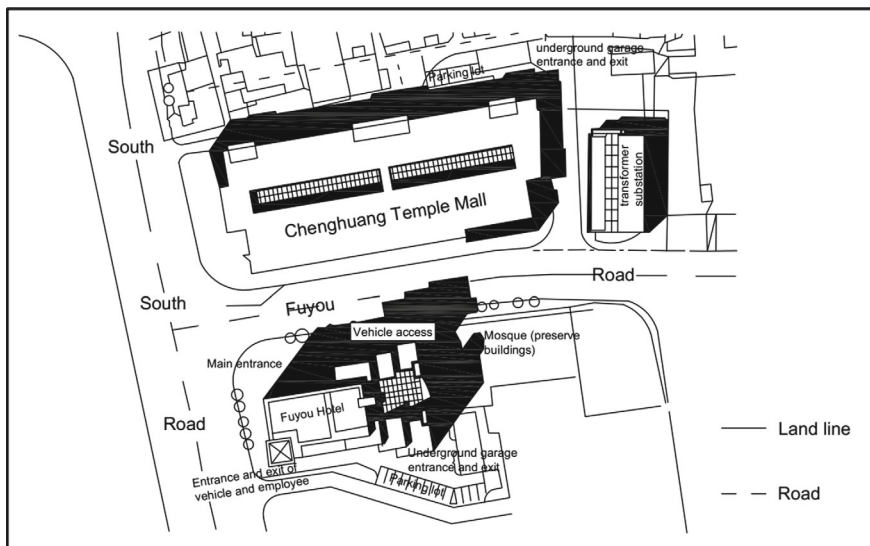 underground garage
entrance and exit
Parking lot
South
transformer
substation
Chenghuang Temple Mall
Road
South
Fuyou
Vehicle access
Mosque (preserve
buildings)
Main entrance
Fuyou Hotel
Road
Land line
Underground garage
entrance and exit
Entrance and exit of
vehicle and employee
Parking lot
Road